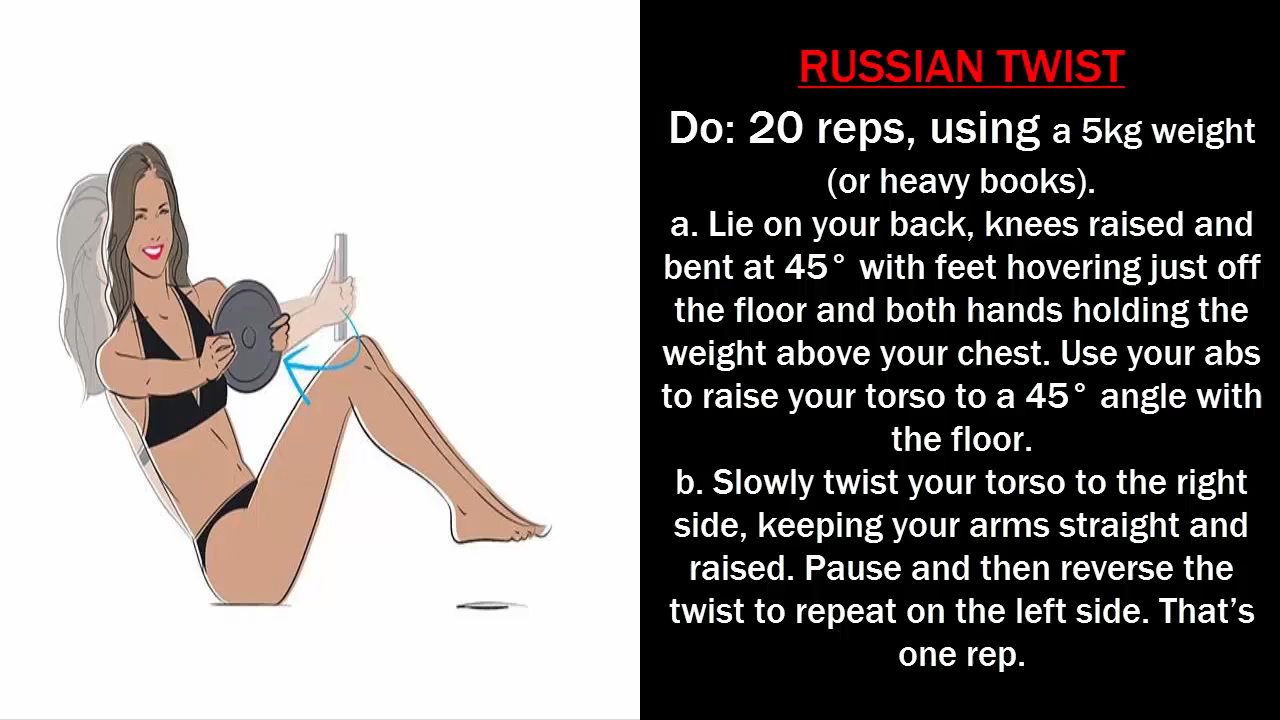 RUSSIAN TWIST
Do: 20 reps, using a 5kg weight
(or heavy books).
a. Lie on your back, knees raised and
bent at 45° with feet hovering just off
the floor and both hands holding the
weight above your chest. Use your abs
to raise your torso to a 45° angle with
the floor.
b. Slowly twist your torso to the right
side, keeping your arms straight and
raised. Pause and then reverse the
twist to repeat on the left side. That’s
one rep.